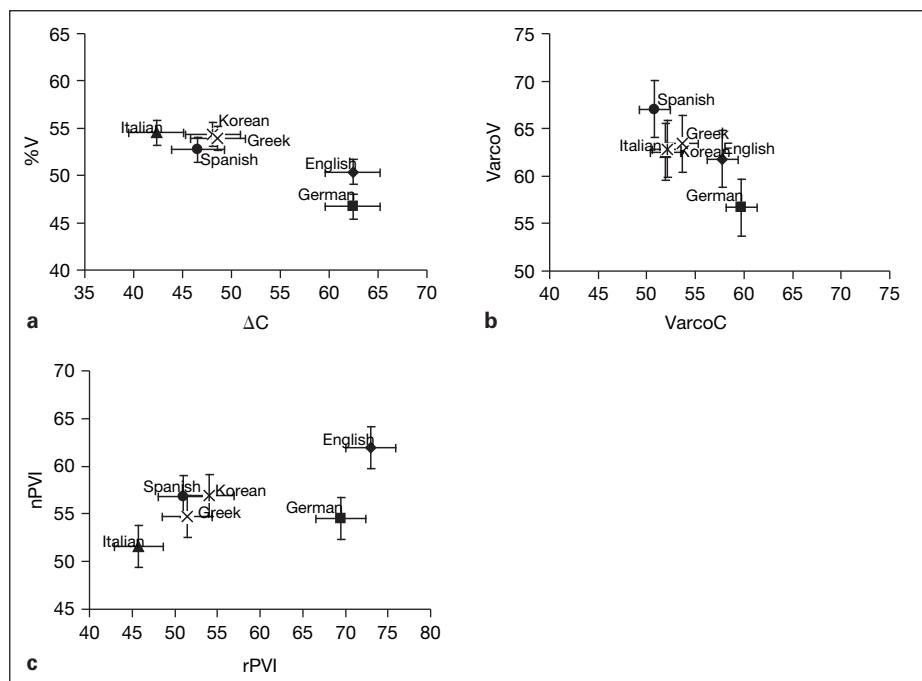 65
60
55
50
45
40
%V
Italian
Korean
Greek
Spanish
English
German
35 40 45 50 55 60 65 70
a
ΔC
75
70
65
60
55
50
VarcoV
Spanish
Greek
Italian
Korean
English
German
40 45 50 55 60 65 70 75
b
VarcoC
70
65
60
55
50
45
nPVI
English
Spanish
Korean
Greek
German
Italian
40 45 50 55 60 65 70 75 80
c
rPVI